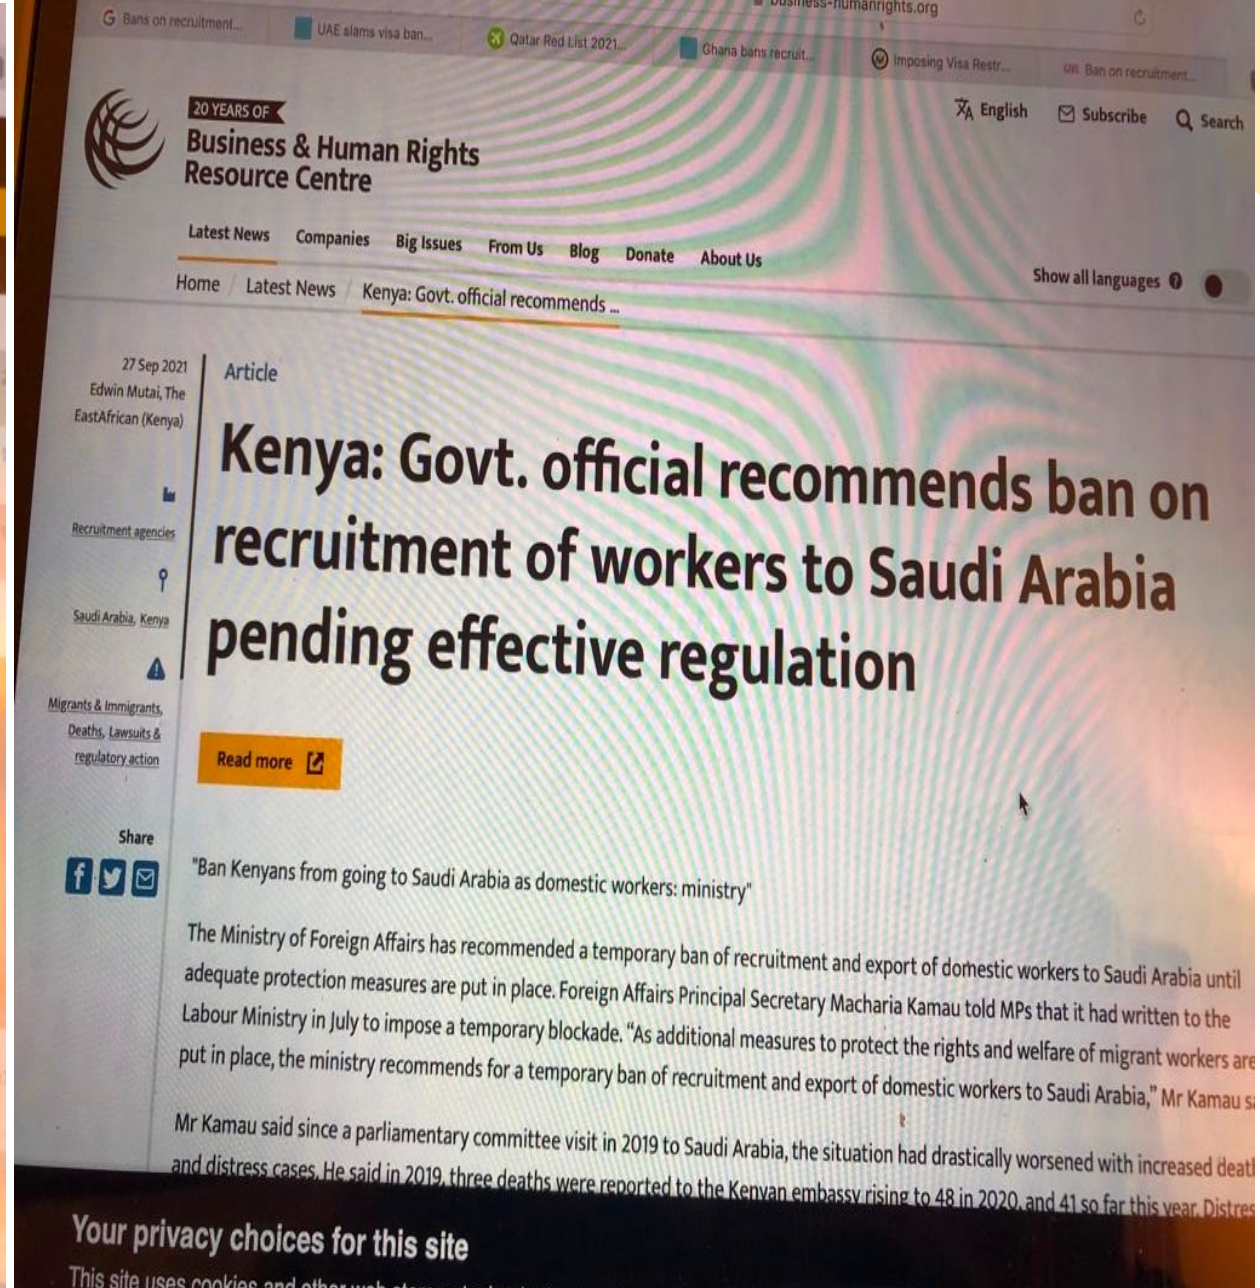 business-humanrights.org
Bans on recruitment...
UAE slams visa ban...
Qatar Red List 2021...
Ghana bans recruit...
Imposing Visa Restr...
Ban on recruitment...
20 YEARS OF
Business & Human Rights
Resource Centre
English
Subscribe
Search
Latest News Companies Big Issues From Us Blog Donate About Us
Show all languages
Home / Latest News / Kenya: Govt. official recommends ...
27 Sep 2021
Edwin Mutai, The
EastAfrican (Kenya)
Recruitment agencies
Saudi Arabia, Kenya
Migrants & Immigrants,
Deaths, Lawsuits &
regulatory action
Share
Article
Kenya: Govt. official recommends ban on
recruitment of workers to Saudi Arabia
pending effective regulation
Read more
"Ban Kenyans from going to Saudi Arabia as domestic workers: ministry"
The Ministry of Foreign Affairs has recommended a temporary ban of recruitment and export of domestic workers to Saudi Arabia until
adequate protection measures are put in place. Foreign Affairs Principal Secretary Macharia Kamau told MPs that it had written to the
Labour Ministry in July to impose a temporary blockade. “As additional measures to protect the rights and welfare of migrant workers are
put in place, the ministry recommends for a temporary ban of recruitment and export of domestic workers to Saudi Arabia,” Mr Kamau
Mr Kamau said since a parliamentary committee visit in 2019 to Saudi Arabia, the situation had drastically worsened with increased
and distress cases. He said in 2019, three deaths were reported to the Kenyan embassy rising to 48 in 2020, and 41 so far this year.
Your privacy choices for this site
This site uses cookies and other web